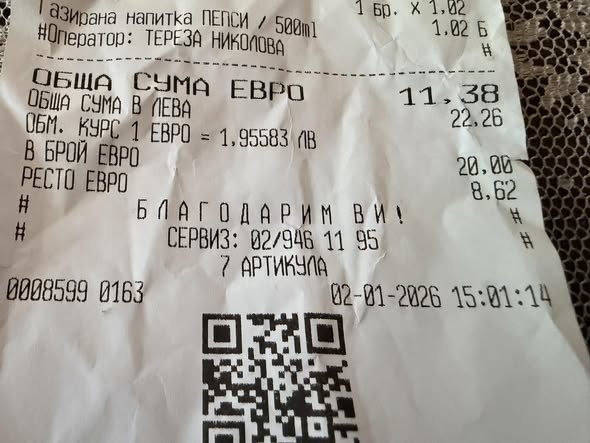 Газирана напитка ПЕПСИ / 500ml
1 бр. x 1.02
1.02 Б
#Оператор: ТЕРЕЗА НИКОЛОВА #
ОБЩА СУМА ЕВРО 11,38
ОБЩА СУМА В ЛЕВА 22.26
ОБМ. КУРС 1 ЕВРО = 1.95583 ЛВ
В БРОЙ ЕВРО 20.00
РЕСТО ЕВРО 8.62
# БЛАГОДАРИМ ВИ! #
# СЕРВИЗ: 02/946 11 95 #
7 АРТИКУЛА
0008599 0163 02-01-2026 15:01:14